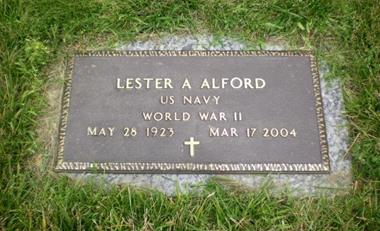 LESTER A ALFORD
US NAVY
WORLD WAR II
MAY 28 1923 MAR 17 2004